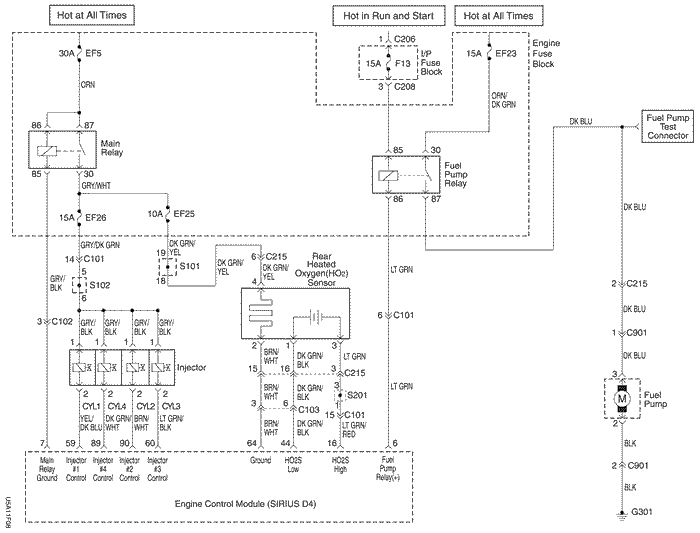 Hot at All Times
Hot in Run and Start
Hot at All Times
30A EF5
1 C206
15A F13
I/P Fuse Block
3 C208
15A EF23
Engine Fuse Block
ORN
ORN/ DK GRN
86 87
Main Relay
85 30
GRY/WHT
85 30
Fuel Pump Relay
86 87
DK BLU
Fuel Pump Test Connector
15A EF26
10A EF25
GRY/DK GRN
DK GRN/ YEL
DK GRN/ YEL
14 C101
5
S102
6
19
S101
18
6 C215
DK GRN/ YEL
4
Rear Heated Oxygen(HO2) Sensor
LT GRN
DK BLU
2 C215
DK BLU
GRY/ BLK
3 C102
GRY/ BLK
GRY/ BLK
GRY/ BLK
GRY/ BLK
1 1 1 1
Injector
2 2 2 2
CYL1 CYL4 CYL2 CYL3
YEL/ DK BLU
DK GRN/ WHT
BRN/ WHT
LT GRN/ BLK
2 1 3
BRN/ WHT
DK GRN/ BLK
LT GRN
15 16 3 C215
BRN/ WHT
DK GRN/ BLK
3
S201
1
3 6 C103
15 C101
BRN/ WHT
DK GRN/ BLK
LT GRN/ RED
6 C101
LT GRN
1 C901
DK BLU
3
M
Fuel Pump
2
BLK
2 C901
BLK
G301
7 59 89 90 60 64 44 16 6
Main Relay Ground
Injector #1 Control
Injector #4 Control
Injector #2 Control
Injector #3 Control
Ground
HO2S Low
HO2S High
Fuel Pump Relay(+)
Engine Control Module (SIRIUS D4)